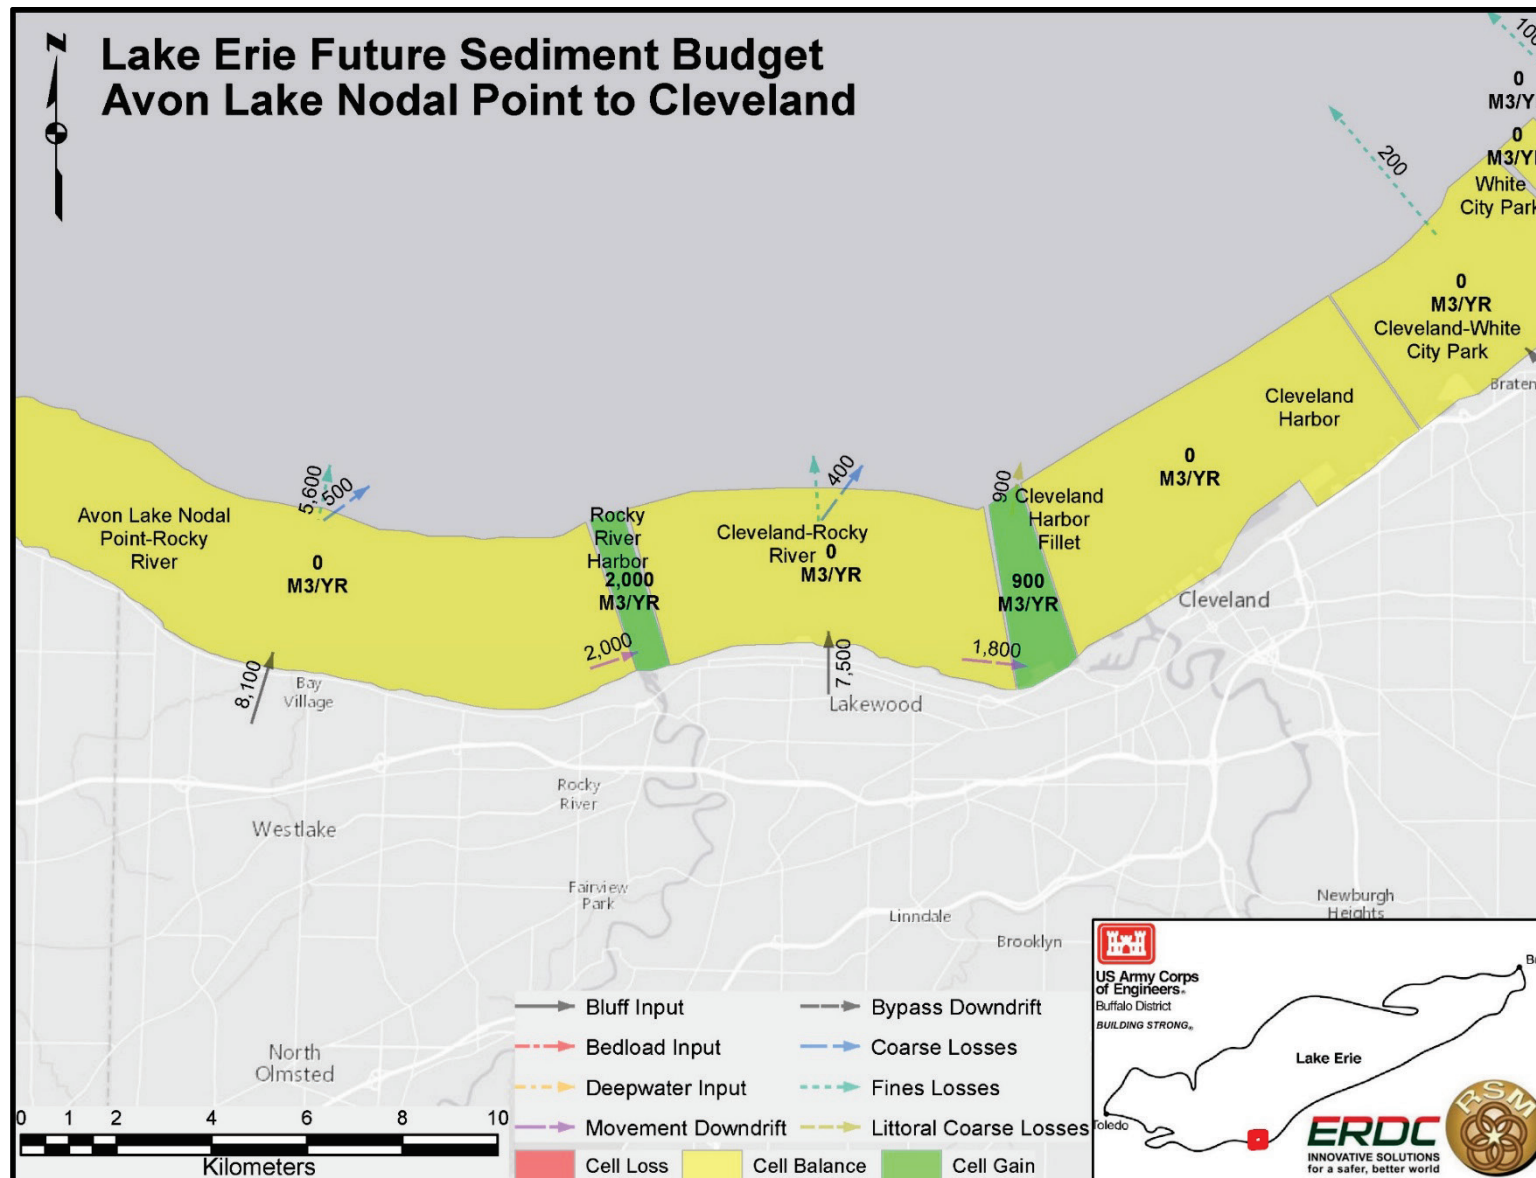 Lake Erie Future Sediment Budget
Avon Lake Nodal Point to Cleveland
N
100
0
M3/Y
0
M3/YR
White
City Park
200
0
M3/YR
Cleveland-White
City Park
Braten
Cleveland
Harbor
0
M3/YR
Avon Lake Nodal
Point-Rocky
River
0
M3/YR
5,600
500
Rocky
River
Harbor
2,000
M3/YR
2,000
Cleveland-Rocky
River
0
M3/YR
400
900
Cleveland
Harbor
Fillet
900
M3/YR
1,800
8,100
7,500
Bay
Village
Lakewood
Cleveland
Rocky
River
Westlake
Fairview
Park
Linndale
Brooklyn
Newburgh
Heights
North
Olmsted
0 1 2 4 6 8 10
Kilometers
Bluff Input
Bypass Downdrift
Bedload Input
Coarse Losses
Deepwater Input
Fines Losses
Movement Downdrift
Littoral Coarse Losses
Cell Loss
Cell Balance
Cell Gain
US Army Corps
of Engineers®
Buffalo District
BUILDING STRONG®
Bu
Lake Erie
Toledo
ERDC
INNOVATIVE SOLUTIONS
for a safer, better world
RSM